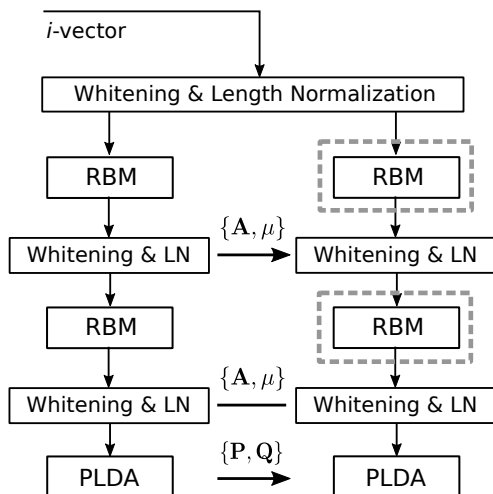 i-vector
Whitening & Length Normalization
RBM
RBM
{A, μ}
Whitening & LN
Whitening & LN
RBM
RBM
{A, μ}
Whitening & LN
Whitening & LN
{P, Q}
PLDA
PLDA